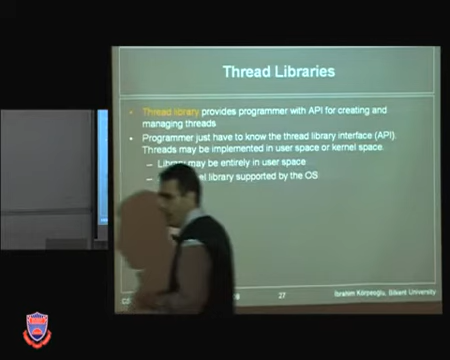 Thread Libraries
• Thread library provides programmer with API for creating and
managing threads
• Programmer just have to know the thread library interface (API).
Threads may be implemented in user space or kernel space.
– Library may be entirely in user space
library supported by the OS
27
Ibrahim Körpeoğlu, Bilkent University